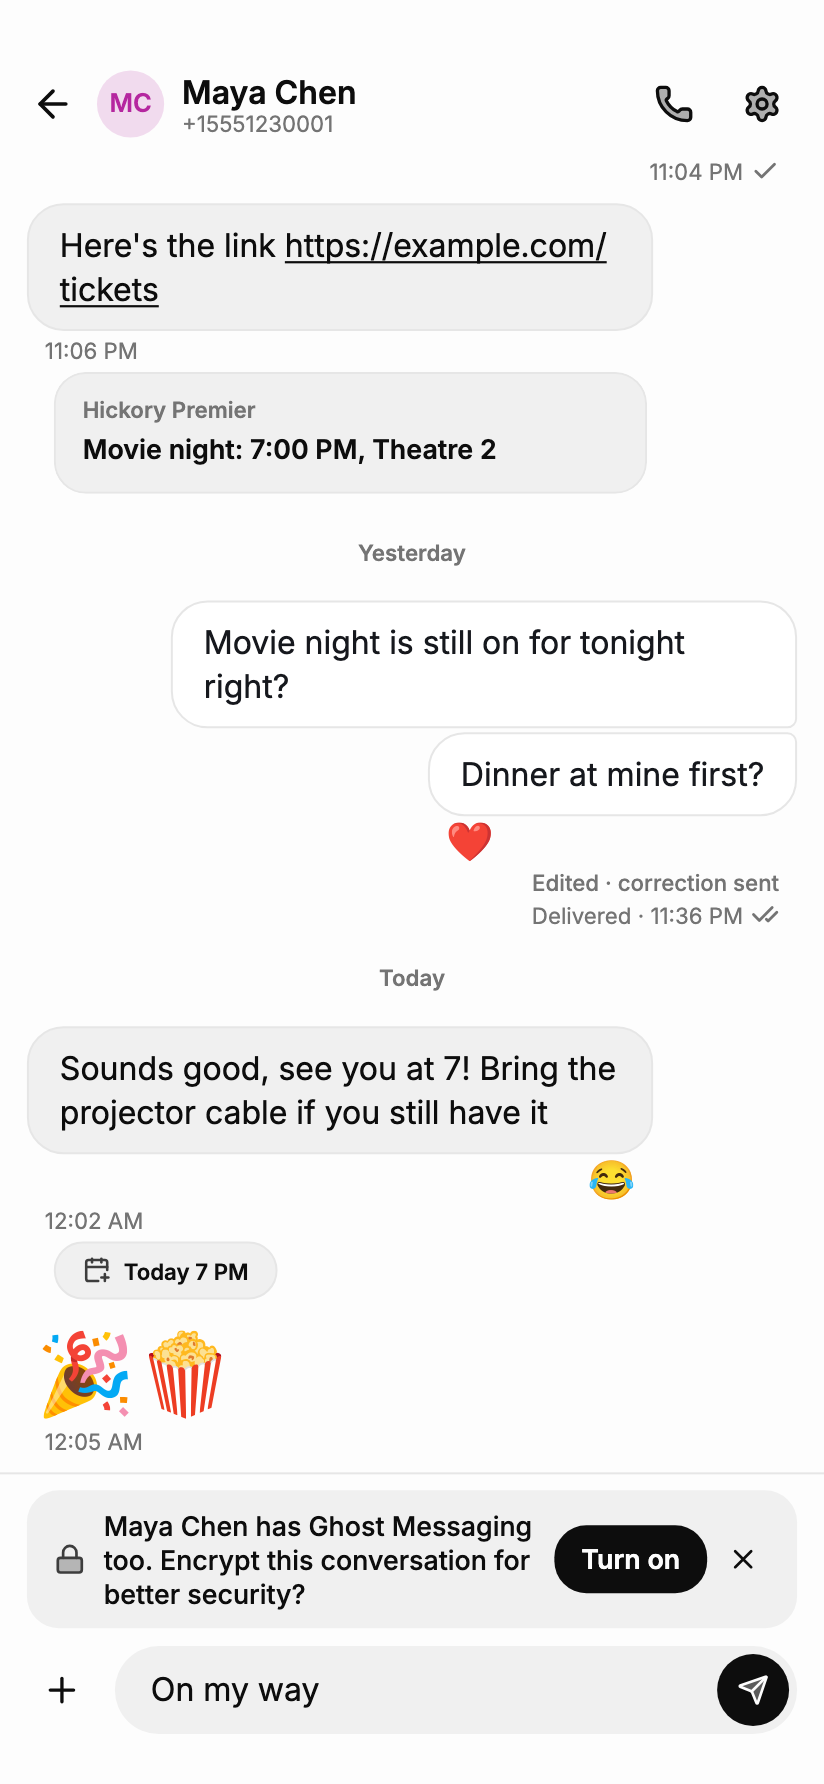 MC
Maya Chen
+15551230001
11:04 PM
Here's the link https://example.com/
tickets
11:06 PM
Hickory Premier
Movie night: 7:00 PM, Theatre 2
Yesterday
Movie night is still on for tonight
right?
Dinner at mine first?
Edited · correction sent
Delivered · 11:36 PM
Today
Sounds good, see you at 7! Bring the
projector cable if you still have it
12:02 AM
Today 7 PM
12:05 AM
Maya Chen has Ghost Messaging
too. Encrypt this conversation for
better security?
Turn on
On my way